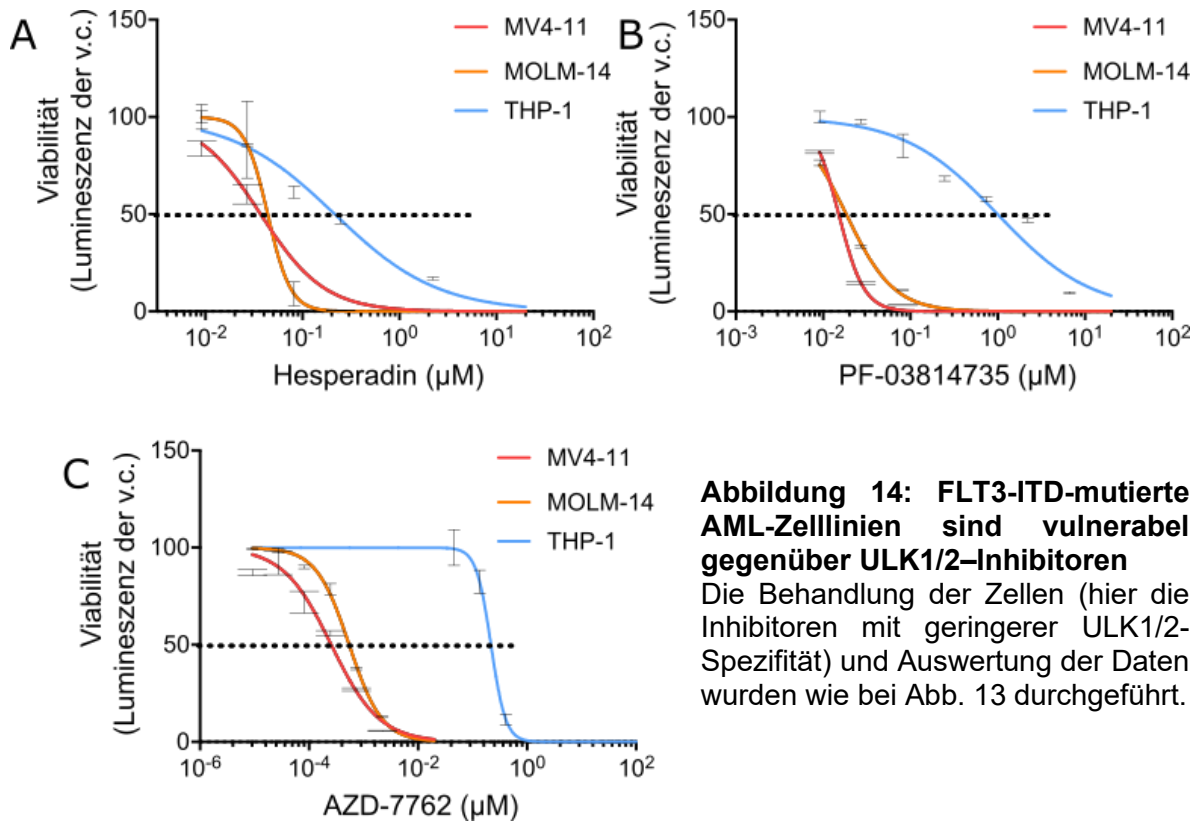 A
Viabilität
(Lumineszenz der v.c.)
150
100
50
0
MV4-11
MOLM-14
THP-1
10⁻² 10⁻¹ 10⁰ 10¹ 10²
Hesperadin (µM)
B
Viabilität
(Lumineszenz der v.c.)
150
100
50
0
MV4-11
MOLM-14
THP-1
10⁻³ 10⁻² 10⁻¹ 10⁰ 10¹ 10²
PF-03814735 (µM)
C
Viabilität
(Lumineszenz der v.c.)
150
100
50
0
MV4-11
MOLM-14
THP-1
10⁻⁶ 10⁻⁴ 10⁻² 10⁰ 10²
AZD-7762 (µM)
Abbildung 14: FLT3-ITD-mutierte
AML-Zelllinien sind vulnerabel
gegenüber ULK1/2–Inhibitoren
Die Behandlung der Zellen (hier die
Inhibitoren mit geringerer ULK1/2-
Spezifität) und Auswertung der Daten
wurden wie bei Abb. 13 durchgeführt.